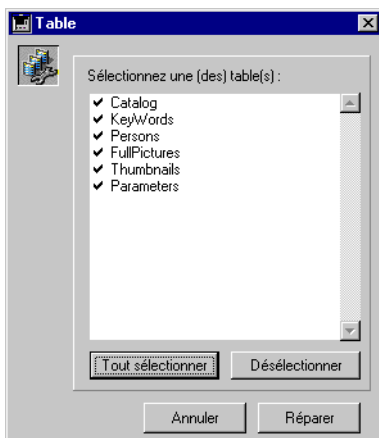 Table
Sélectionnez une (des) table(s) :
Catalog
KeyWords
Persons
FullPictures
Thumbnails
Parameters
Tout sélectionner Désélectionner
Annuler Réparer